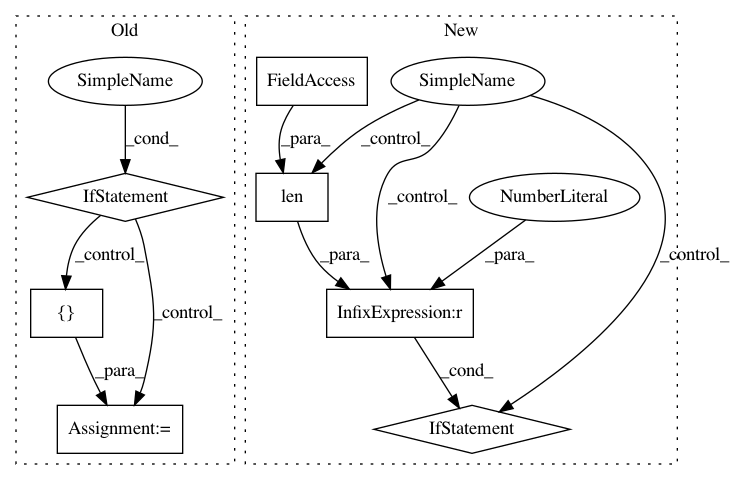 Old
New
SimpleName
FieldAccess
SimpleName
_cond_
_para_
_control_
IfStatement
len
_control_
NumberLiteral
_control_
_control_
_para_
_para_
_control_
{}
InfixExpression:r
_para_
_cond_
Assignment:=
IfStatement